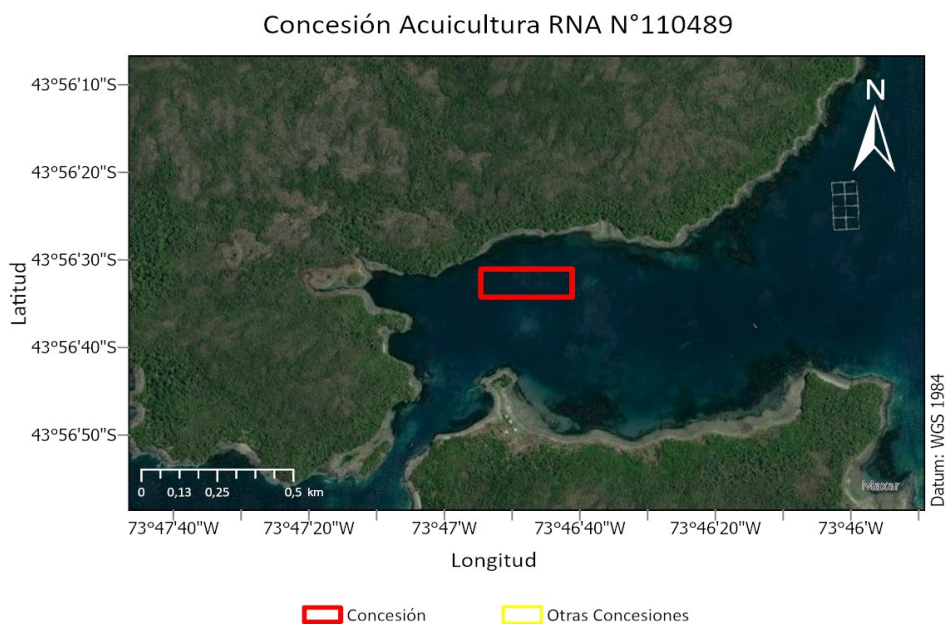 Concesión Acuicultura RNA N°110489
N
43°56'10"S
43°56'20"S
43°56'30"S
43°56'40"S
43°56'50"S
Latitud
Datum: WGS 1984
0 0,13 0,25 0,5 km
Maxar
73°47'40"W 73°47'20"W 73°47'W 73°46'40"W 73°46'20"W 73°46'W
Longitud
Concesión Otras Concesiones